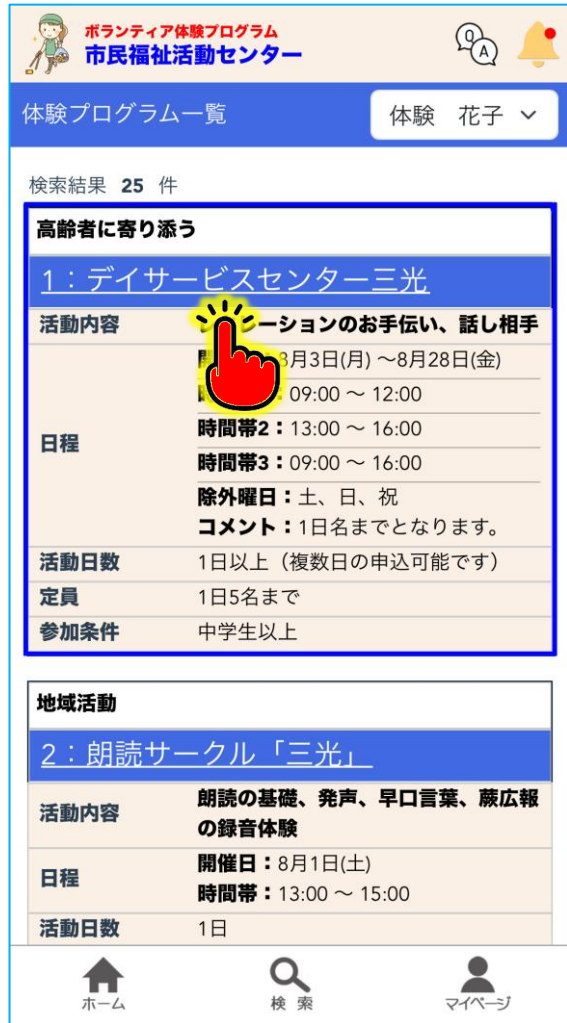 ボランティア体験プログラム
市民福祉活動センター
Q
A
体験プログラム一覧
体験 花子
検索結果 25 件
高齢者に寄り添う
1：デイサービスセンター三光
活動内容
ーションのお手伝い、話し相手
日程
8月3日(月) ～8月28日(金)
09:00 ～ 12:00
時間帯2：13:00 ～ 16:00
時間帯3：09:00 ～ 16:00
除外曜日：土、日、祝
コメント：1日名までとなります。
活動日数 1日以上（複数日の申込可能です）
定員 1日5名まで
参加条件 中学生以上
地域活動
2：朗読サークル「三光」
活動内容
朗読の基礎、発声、早口言葉、蕨広報
の録音体験
日程
開催日：8月1日(土)
時間帯：13:00 ～ 15:00
活動日数 1日
ホーム 検 索 マイページ